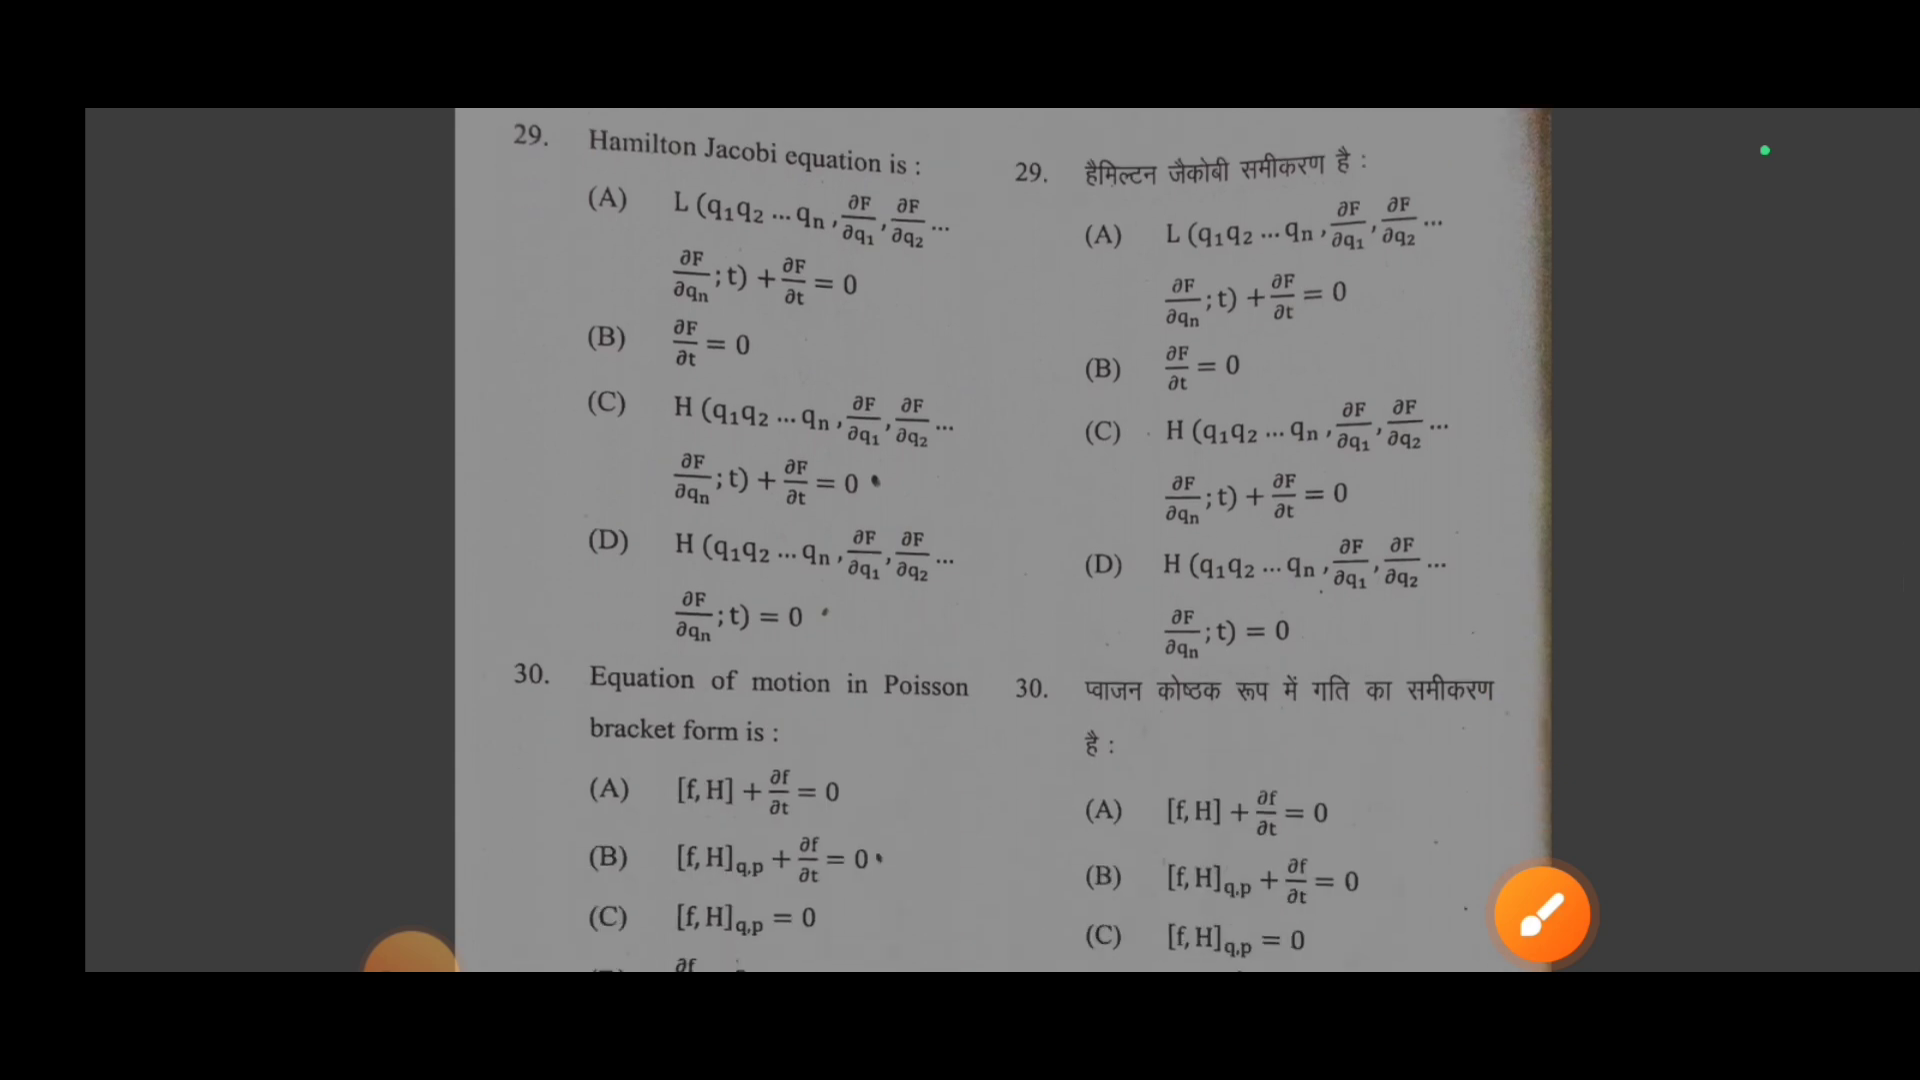 29. Hamilton Jacobi equation is :
(A) L (q₁q₂ ... qₙ , ∂F/∂q₁ , ∂F/∂q₂ ...
∂F/∂qₙ ; t) + ∂F/∂t = 0
(B) ∂F/∂t = 0
(C) H (q₁q₂ ... qₙ , ∂F/∂q₁ , ∂F/∂q₂ ...
∂F/∂qₙ ; t) + ∂F/∂t = 0
(D) H (q₁q₂ ... qₙ , ∂F/∂q₁ , ∂F/∂q₂ ...
∂F/∂qₙ ; t) = 0
30. Equation of motion in Poisson
bracket form is :
(A) [f, H] + ∂f/∂t = 0
(B) [f, H]q,p + ∂f/∂t = 0
(C) [f, H]q,p = 0
∂f
29. हैमिल्टन जैकोबी समीकरण है :
(A) L (q₁q₂ ... qₙ , ∂F/∂q₁ , ∂F/∂q₂ ...
∂F/∂qₙ ; t) + ∂F/∂t = 0
(B) ∂F/∂t = 0
(C) H (q₁q₂ ... qₙ , ∂F/∂q₁ , ∂F/∂q₂ ...
∂F/∂qₙ ; t) + ∂F/∂t = 0
(D) H (q₁q₂ ... qₙ , ∂F/∂q₁ , ∂F/∂q₂ ...
∂F/∂qₙ ; t) = 0
30. प्वाजन कोष्ठक रूप में गति का समीकरण
है :
(A) [f, H] + ∂f/∂t = 0
(B) [f, H]q,p + ∂f/∂t = 0
(C) [f, H]q,p = 0